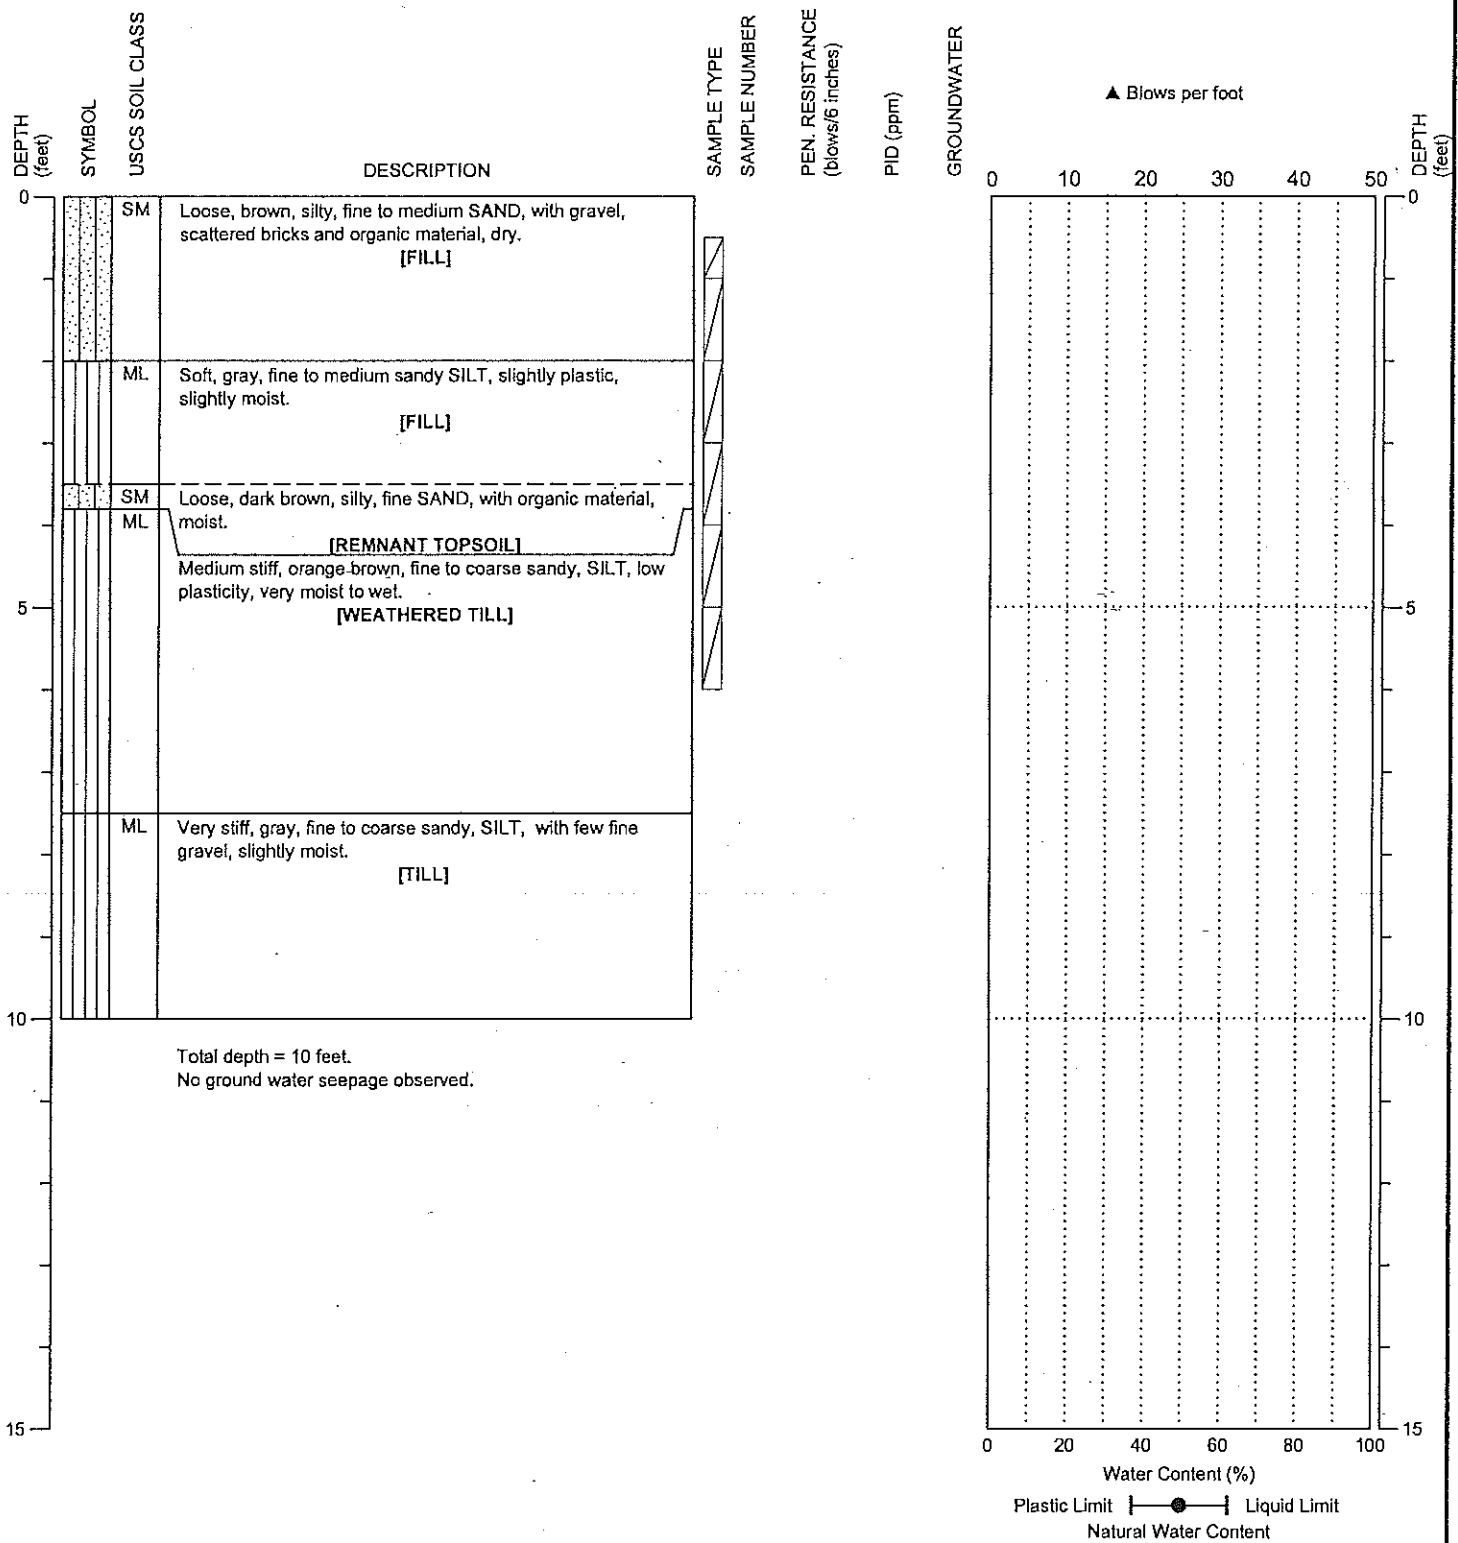 DEPTH
(feet)
SYMBOL
USCS SOIL CLASS
DESCRIPTION
SAMPLE TYPE
SAMPLE NUMBER
PEN. RESISTANCE
(blows/6 inches)
PID (ppm)
GROUNDWATER
▲ Blows per foot
DEPTH
(feet)
0 10 20 30 40 50
0
0
SM
Loose, brown, silty, fine to medium SAND, with gravel,
scattered bricks and organic material, dry.
[FILL]
ML
Soft, gray, fine to medium sandy SILT, slightly plastic,
slightly moist.
[FILL]
SM
Loose, dark brown, silty, fine SAND, with organic material,
moist.
[REMNANT TOPSOIL]
ML
Medium stiff, orange-brown, fine to coarse sandy, SILT, low
plasticity, very moist to wet.
[WEATHERED TILL]
5
5
ML
Very stiff, gray, fine to coarse sandy, SILT, with few fine
gravel, slightly moist.
[TILL]
10
10
Total depth = 10 feet.
No ground water seepage observed.
15
15
0 20 40 60 80 100
Water Content (%)
Plastic Limit Liquid Limit
Natural Water Content